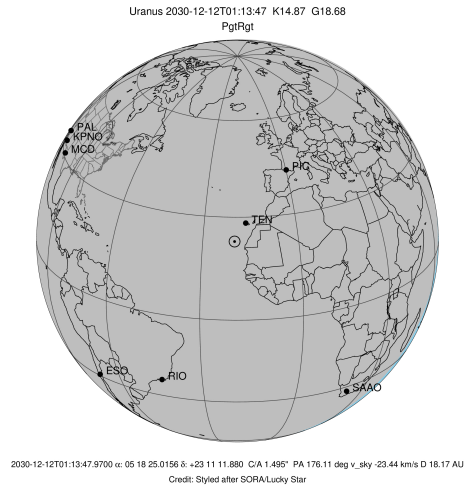 Uranus 2030-12-12T01:13:47 K14.87 G18.68
PgtRgt
PAL
KPNO
MCD
PIC
TEN
ESO
RIO
SAAO
2030-12-12T01:13:47.9700 α: 05 18 25.0156 δ: +23 11 11.880 C/A 1.495" PA 176.11 deg v_sky -23.44 km/s D 18.17 AU
Credit: Styled after SORA/Lucky Star